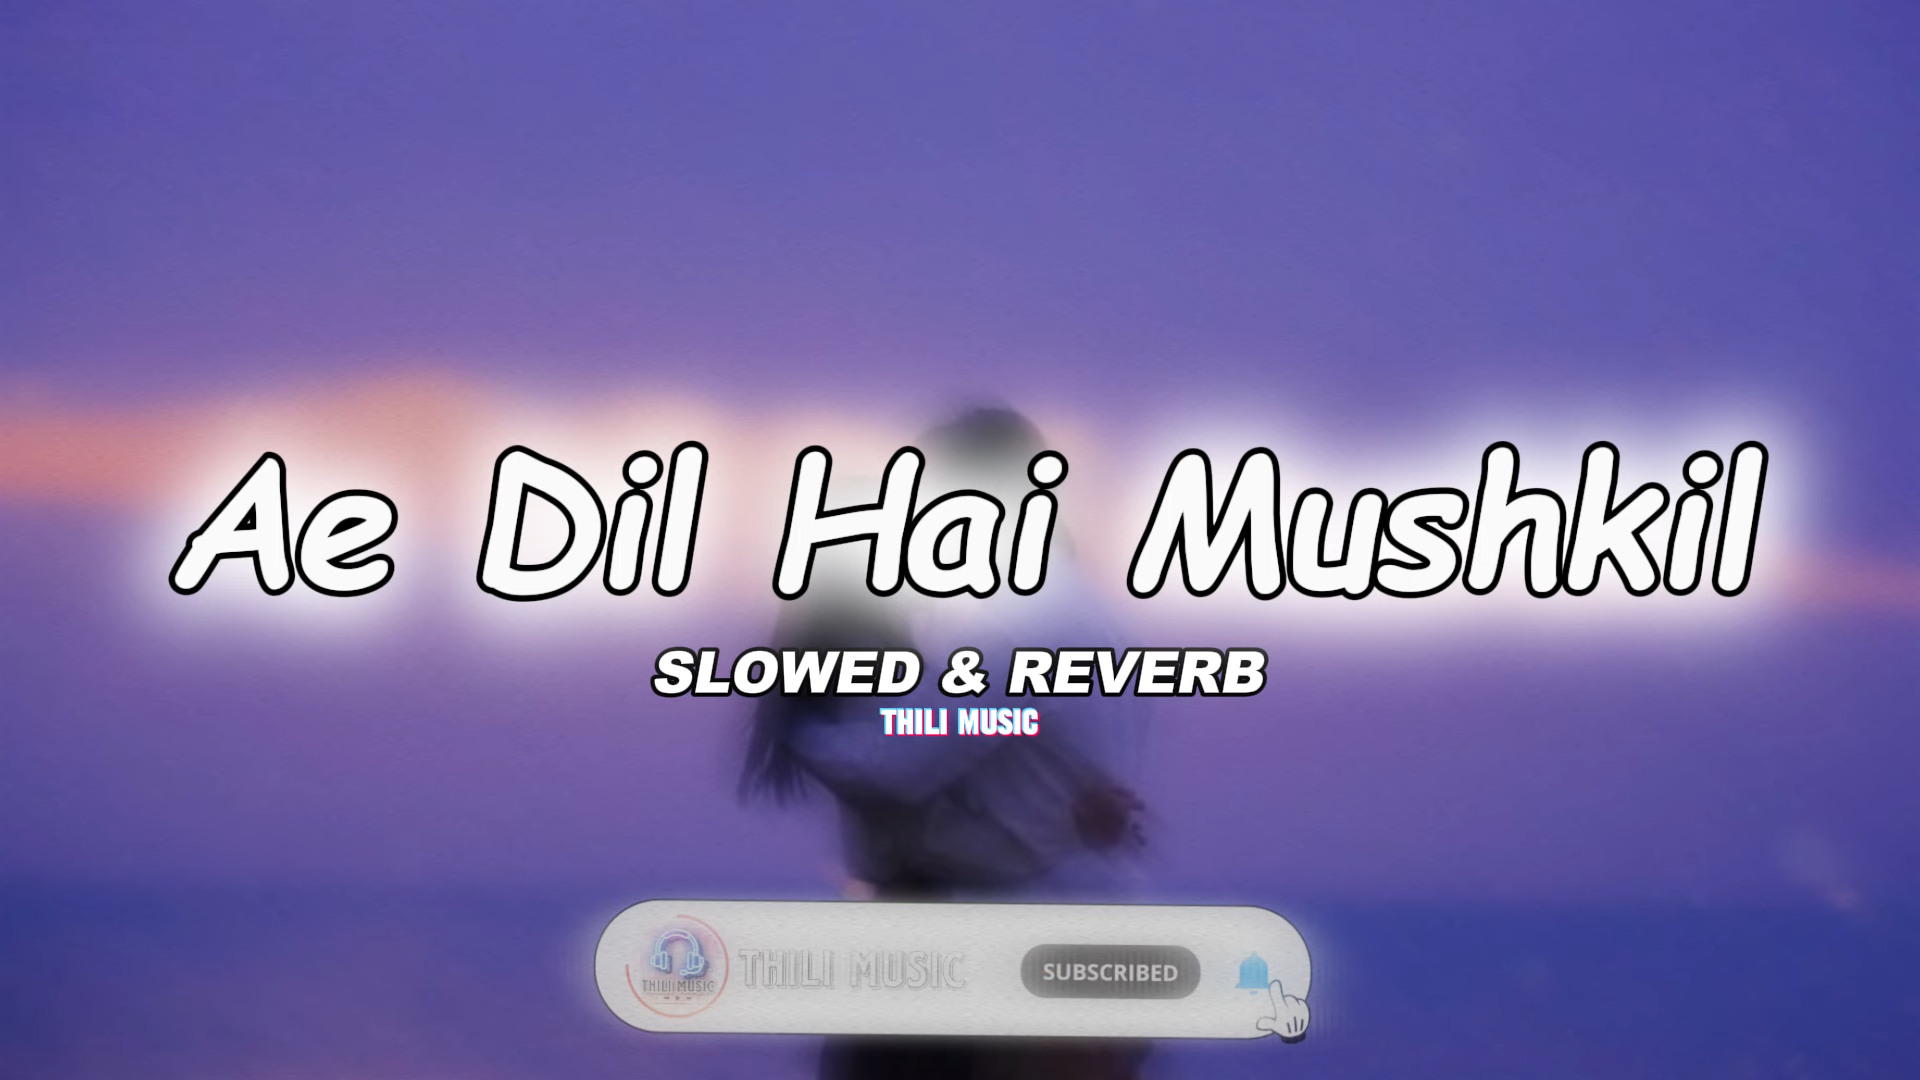 Ae Dil Hai Mushkil
SLOWED & REVERB
THILI MUSIC
THILI MUSIC
THILI MUSIC
SUBSCRIBED